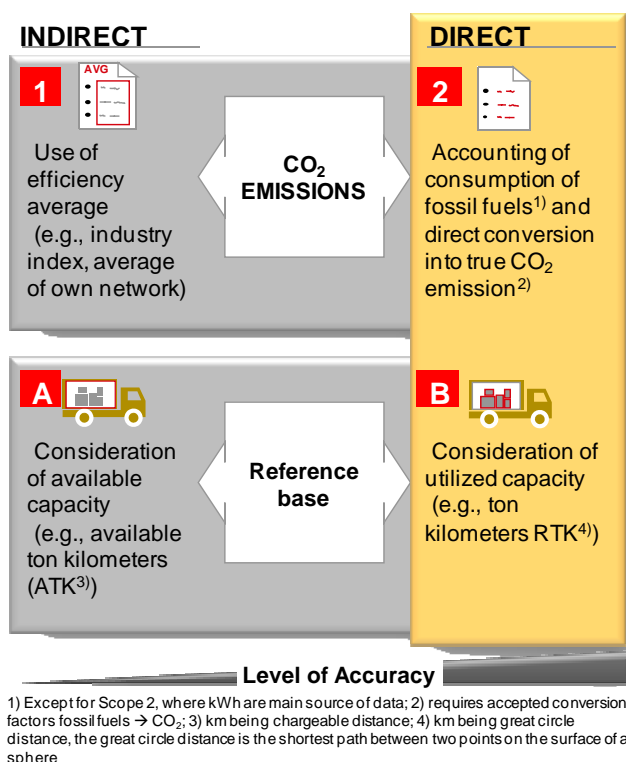 INDIRECT
DIRECT
AVG
1
2
Use of
efficiency
average
(e.g., industry
index, average
of own network)
CO₂
EMISSIONS
Accounting of
consumption of
fossil fuels¹⁾ and
direct conversion
into true CO₂
emission²⁾
A
B
Consideration
of available
capacity
(e.g., available
ton kilometers
(ATK³⁾)
Reference
base
Consideration of
utilized capacity
(e.g., ton
kilometers RTK⁴⁾)
Level of Accuracy
1) Except for Scope 2, where kWh are main source of data; 2) requires accepted conversion
factors fossil fuels → CO₂; 3) km being chargeable distance; 4) km being great circle
distance, the great circle distance is the shortest path between two points on the surface of a
sphere